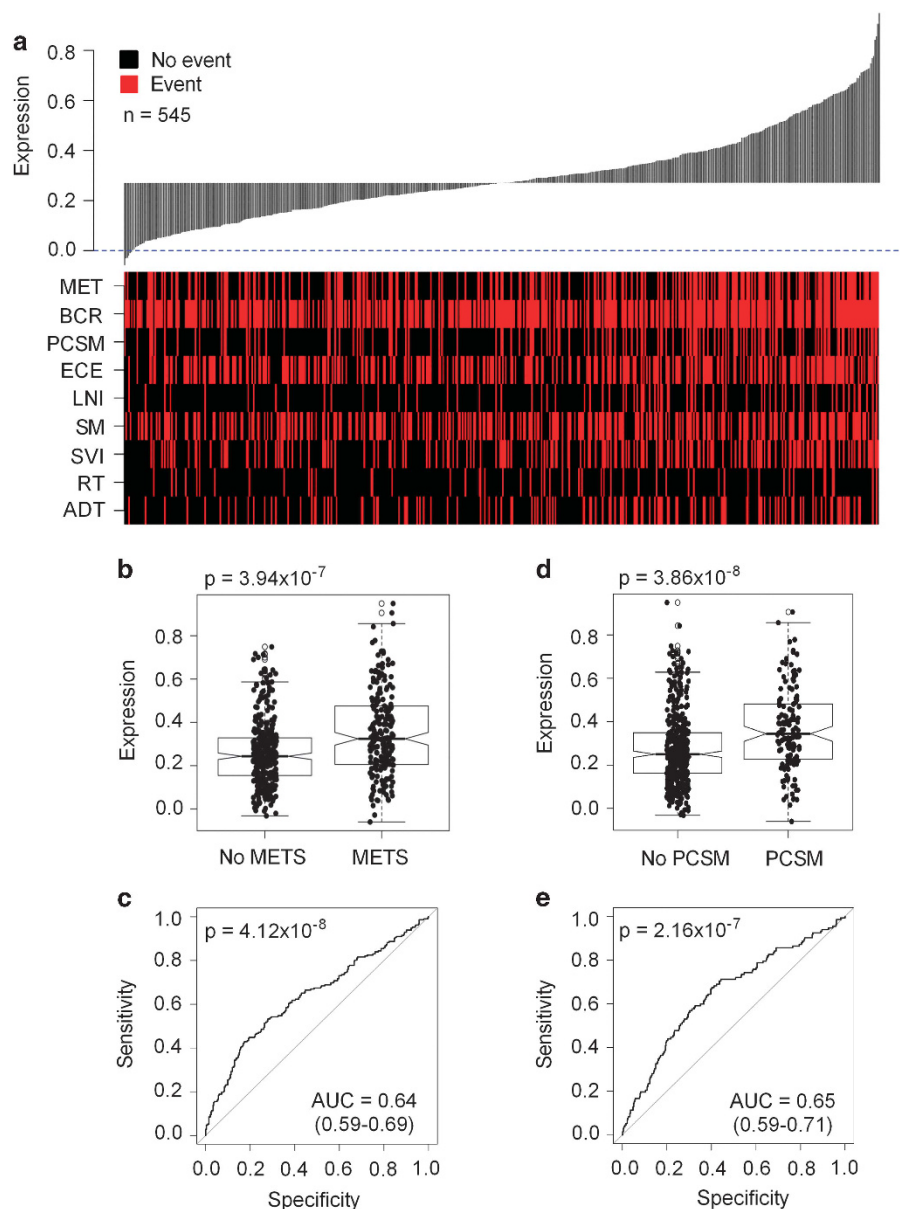 a
Expression
0.8
0.6
0.4
0.2
0.0
No event
Event
n = 545
MET
BCR
PCSM
ECE
LNI
SM
SVI
RT
ADT
b
p = 3.94x10-7
Expression
0.8
0.6
0.4
0.2
0.0
No METS METS
d
p = 3.86x10-8
Expression
0.8
0.6
0.4
0.2
0.0
No PCSM PCSM
c
p = 4.12x10-8
Sensitivity
1.0
0.8
0.6
0.4
0.2
0.0
AUC = 0.64
(0.59-0.69)
0.0 0.2 0.4 0.6 0.8 1.0
Specificity
e
p = 2.16x10-7
Sensitivity
1.0
0.8
0.6
0.4
0.2
0.0
AUC = 0.65
(0.59-0.71)
0.0 0.2 0.4 0.6 0.8 1.0
Specificity